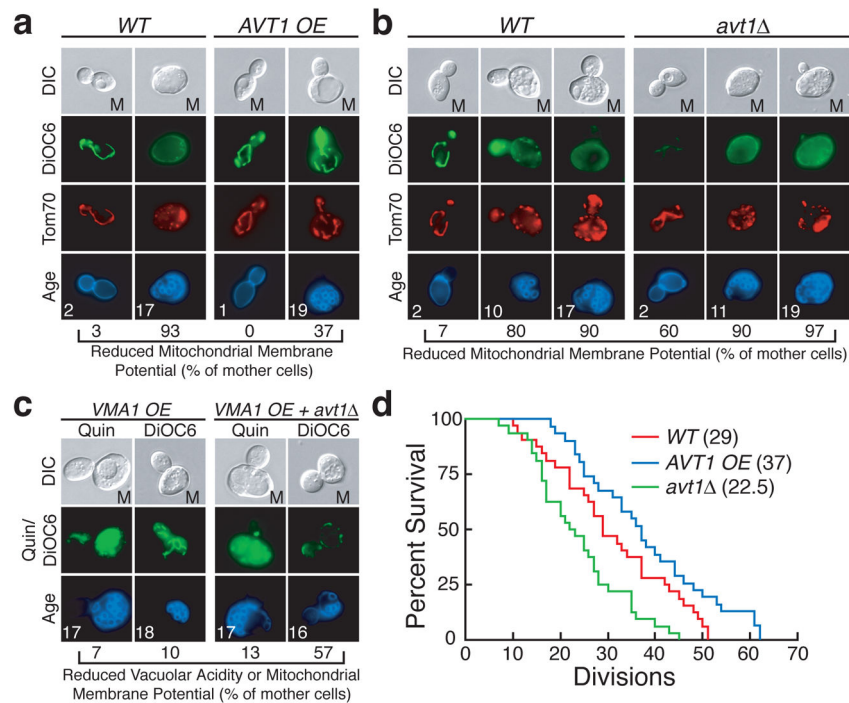 a
WT
AVT1 OE
DIC
M
M
M
M
DiOC6
Tom70
Age
2
17
1
19
3
93
0
37
Reduced Mitochondrial Membrane
Potential (% of mother cells)
b
WT
avt1Δ
DIC
M
M
M
M
M
M
DiOC6
Tom70
Age
2
10
17
2
11
19
7
80
90
60
90
97
Reduced Mitochondrial Membrane Potential (% of mother cells)
c
VMA1 OE
VMA1 OE + avt1Δ
Quin
DiOC6
Quin
DiOC6
DIC
M
M
M
M
Quin/
DiOC6
Age
17
18
17
16
7
10
13
57
Reduced Vacuolar Acidity or Mitochondrial
Membrane Potential (% of mother cells)
d
WT (29)
AVT1 OE (37)
avt1Δ (22.5)
Percent Survival
100
75
50
25
0
0
10
20
30
40
50
60
70
Divisions